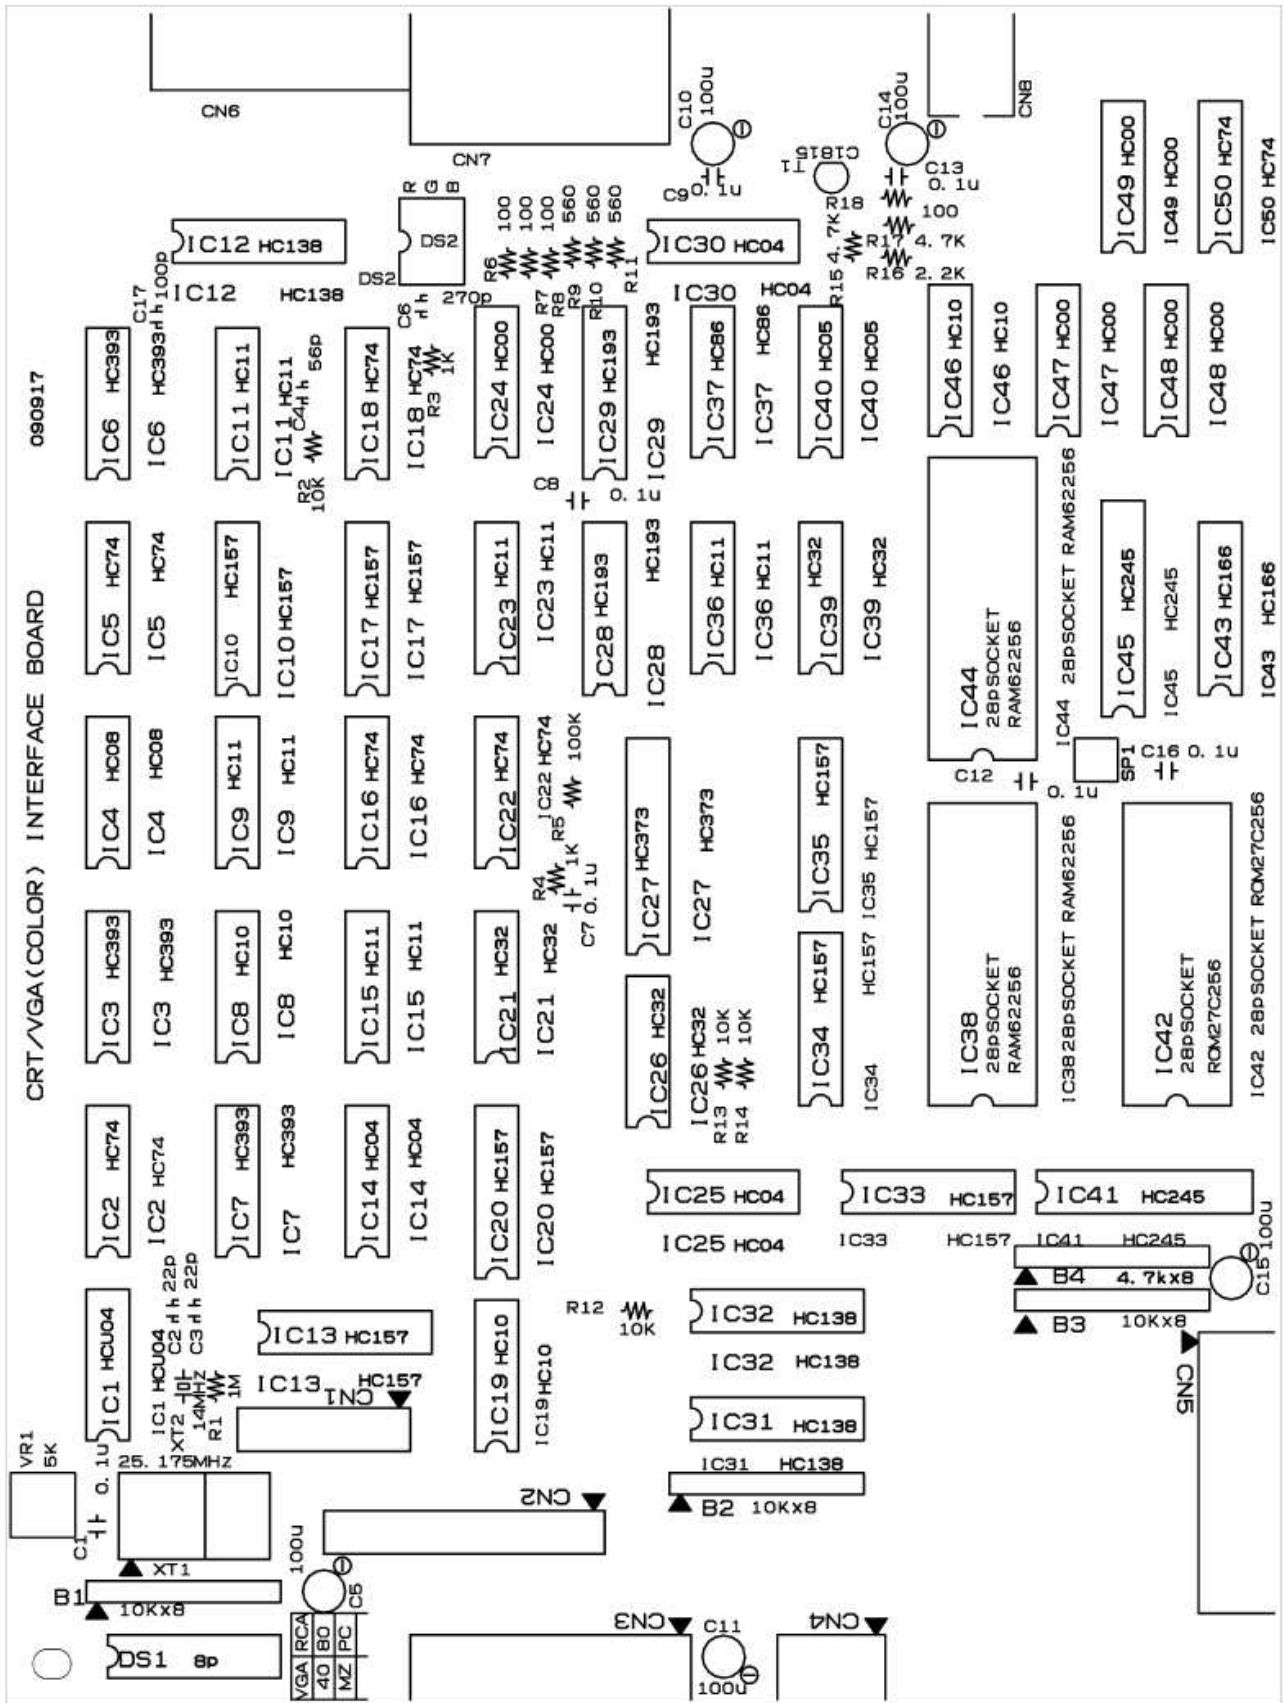 CN6
CN7
C10
100u
C14
100u
CN8
C9
0.1u
T1
C1815
C13
0.1u
R18
100
R17 4.7K
R16 2.2K
R15 4.7K
IC49 HC00
IC49 HC00
IC50 HC74
IC50 HC74
R
G
B
DS2
DS2
IC12 HC138
IC12 HC138
C17
100p
C6
270p
R6
100
R7
100
R8
100
R9
560
R10
560
R11
560
IC30 HC04
IC30 HC04
090917
CRT/VGA(COLOR) INTERFACE BOARD
IC6 HC393
IC6 HC393
IC11 HC11
IC11 HC11
C4
56p
R2
10K
IC18 HC74
IC18 HC74
R3
1K
IC24 HC00
IC24 HC00
IC29 HC193
IC29 HC193
IC37 HC86
IC37 HC86
IC40 HC05
IC40 HC05
IC46 HC10
IC46 HC10
IC47 HC00
IC47 HC00
IC48 HC00
IC48 HC00
C8
0.1u
IC5 HC74
IC5 HC74
IC10 HC157
IC10 HC157
IC17 HC157
IC17 HC157
IC23 HC11
IC23 HC11
IC28 HC193
IC28 HC193
IC36 HC11
IC36 HC11
IC39 HC32
IC39 HC32
IC44
28pSOCKET
RAM62256
IC44 28pSOCKET RAM62256
IC45 HC245
IC45 HC245
IC43 HC166
IC43 HC166
IC4 HC08
IC4 HC08
IC9 HC11
IC9 HC11
IC16 HC74
IC16 HC74
IC22 HC74
IC22 HC74
R5
100K
R4
1K
C7 0.1u
IC27 HC373
IC27 HC373
IC35 HC157
IC35 HC157
C12
0.1u
SP1
C16 0.1u
IC3 HC393
IC3 HC393
IC8 HC10
IC8 HC10
IC15 HC11
IC15 HC11
IC21 HC32
IC21 HC32
IC26 HC32
IC26 HC32
R13
10K
R14
10K
IC34 HC157
IC34 HC157
IC38
28pSOCKET
RAM62256
IC38 28pSOCKET RAM62256
IC42
28pSOCKET
ROM27C256
IC42 28pSOCKET ROM27C256
IC2 HC74
IC2 HC74
IC7 HC393
IC7 HC393
IC14 HC04
IC14 HC04
IC20 HC157
IC20 HC157
IC25 HC04
IC25 HC04
IC33 HC157
IC33 HC157
IC41 HC245
IC41 HC245
B4 4.7kx8
B3 10Kx8
C15
100u
IC1 HCU04
IC1 HCU04
C2
22p
C3
22p
XT2
14MHZ
R1
1M
IC13 HC157
IC13 HC157
CN1
IC19 HC10
IC19 HC10
R12
10K
IC32 HC138
IC32 HC138
IC31 HC138
IC31 HC138
B2 10Kx8
CN5
VR1
5K
C1
0.1u
25.175MHz
XT1
CN2
B1
10Kx8
100u
C5
DS1 8p
VGA RCA
40 80
MZ PC
CN3
C11
100u
CN4